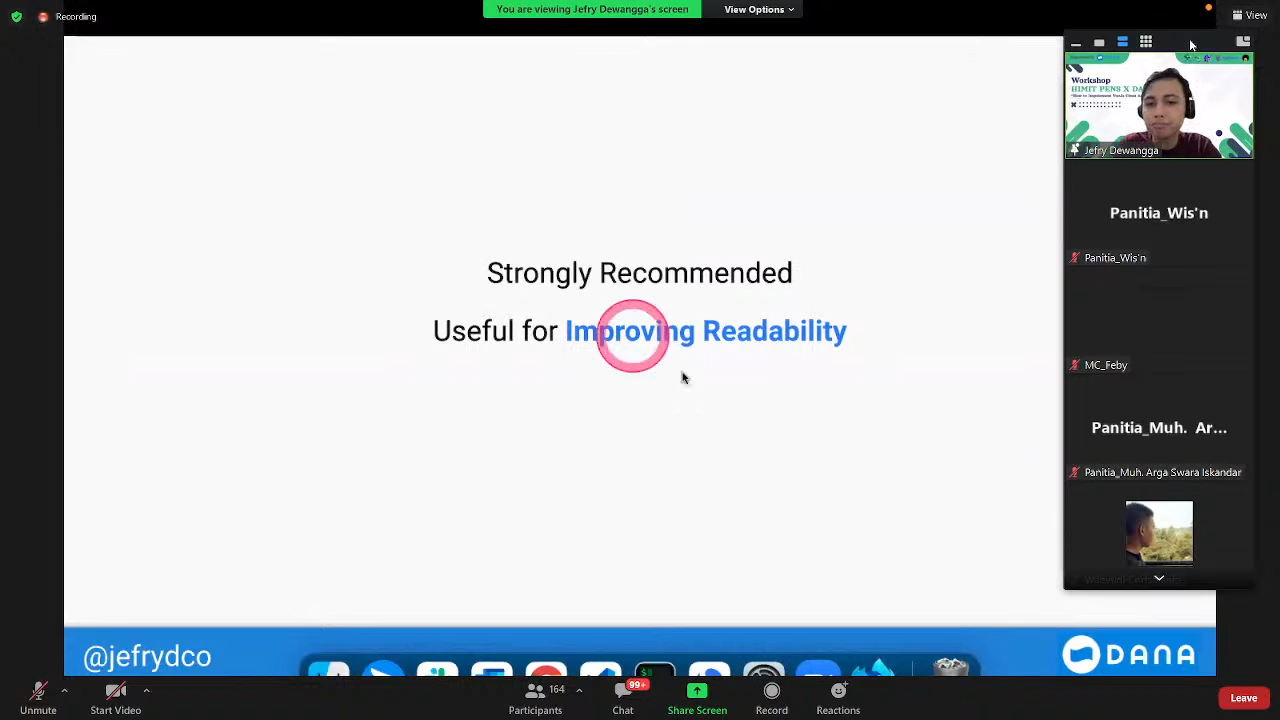 Recording
You are viewing Jefry Dewangga's screen
View Options
View
Workshop
HIMIT PENS X DA
Jefry Dewangga
Panitia_Wis'n
Panitia_Wis'n
MC_Feby
Panitia_Muh. Ar...
Panitia_Muh. Arga Swara Iskandar
Strongly Recommended
Useful for Improving Readability
@jefrydco
DANA
Unmute
Start Video
164
Participants
99+
Chat
Share Screen
Record
Reactions
Leave